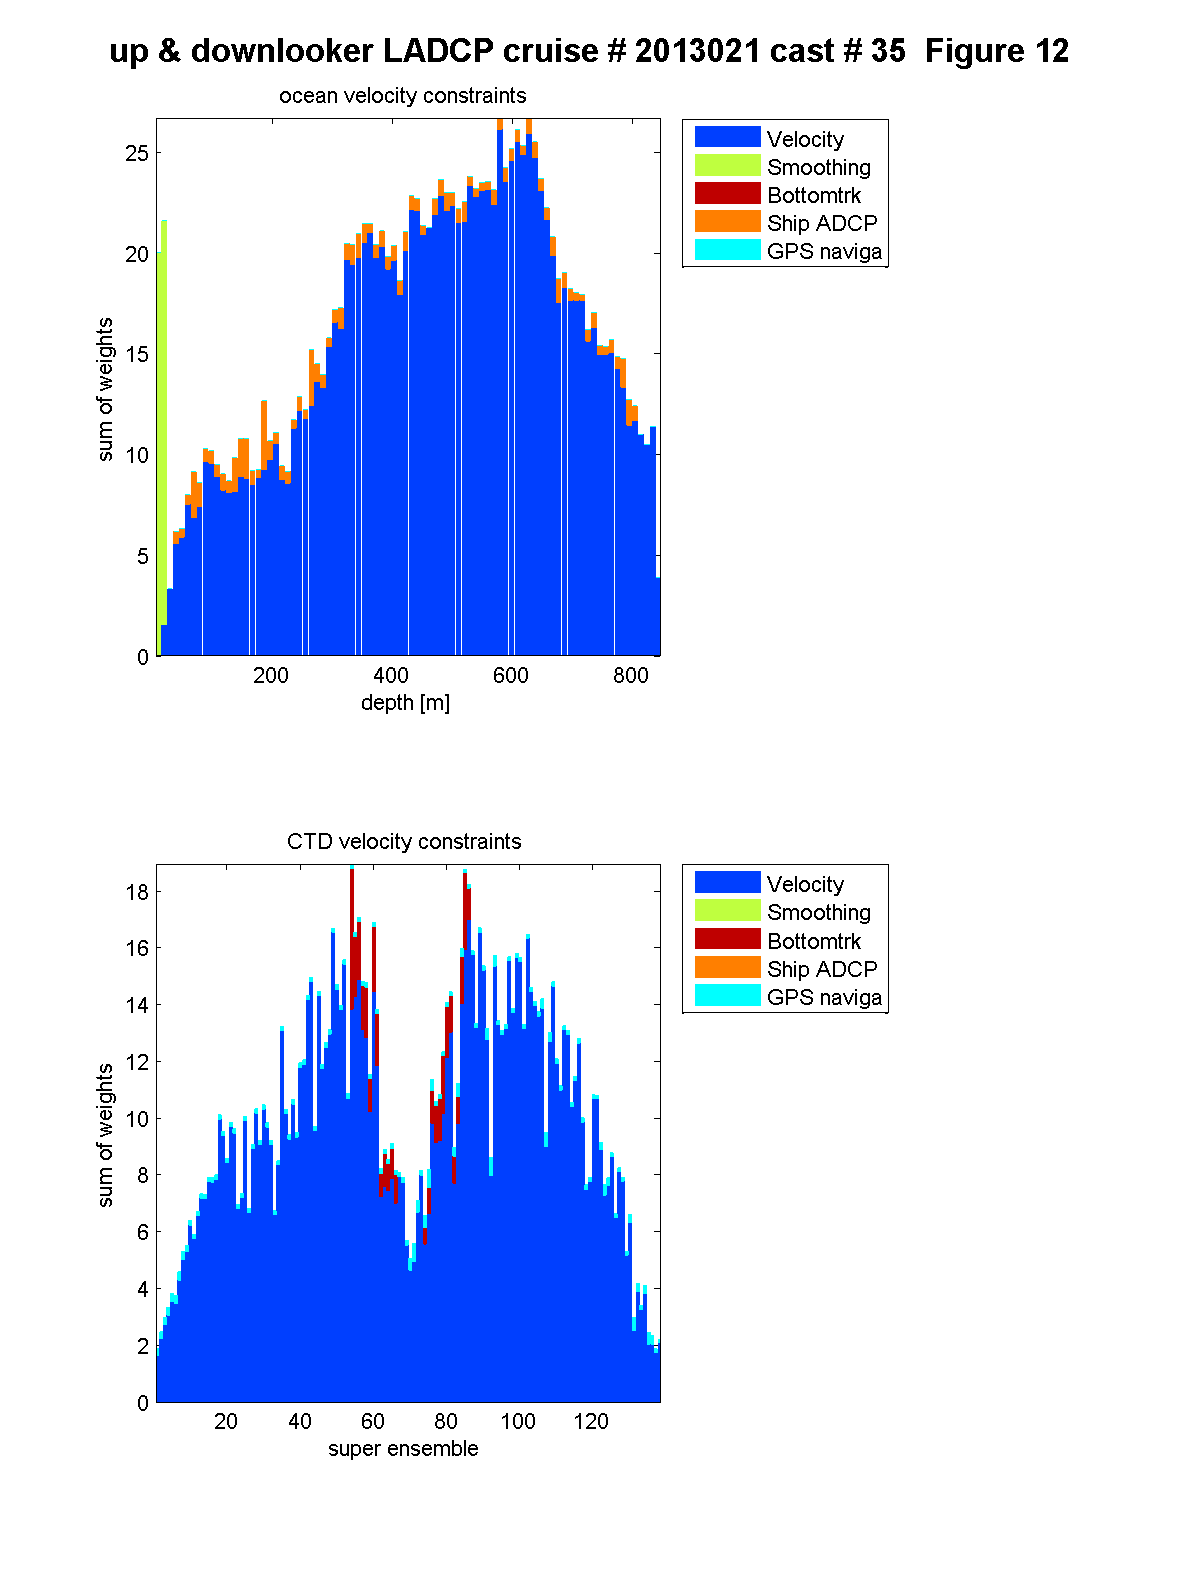 up & downlooker LADCP cruise # 2013021 cast # 35  Figure 12
ocean velocity constraints
25
20
15
10
5
0
sum of weights
200 400 600 800
depth [m]
Velocity
Smoothing
Bottomtrk
Ship ADCP
GPS naviga
CTD velocity constraints
18
16
14
12
10
8
6
4
2
0
sum of weights
20 40 60 80 100 120
super ensemble
Velocity
Smoothing
Bottomtrk
Ship ADCP
GPS naviga